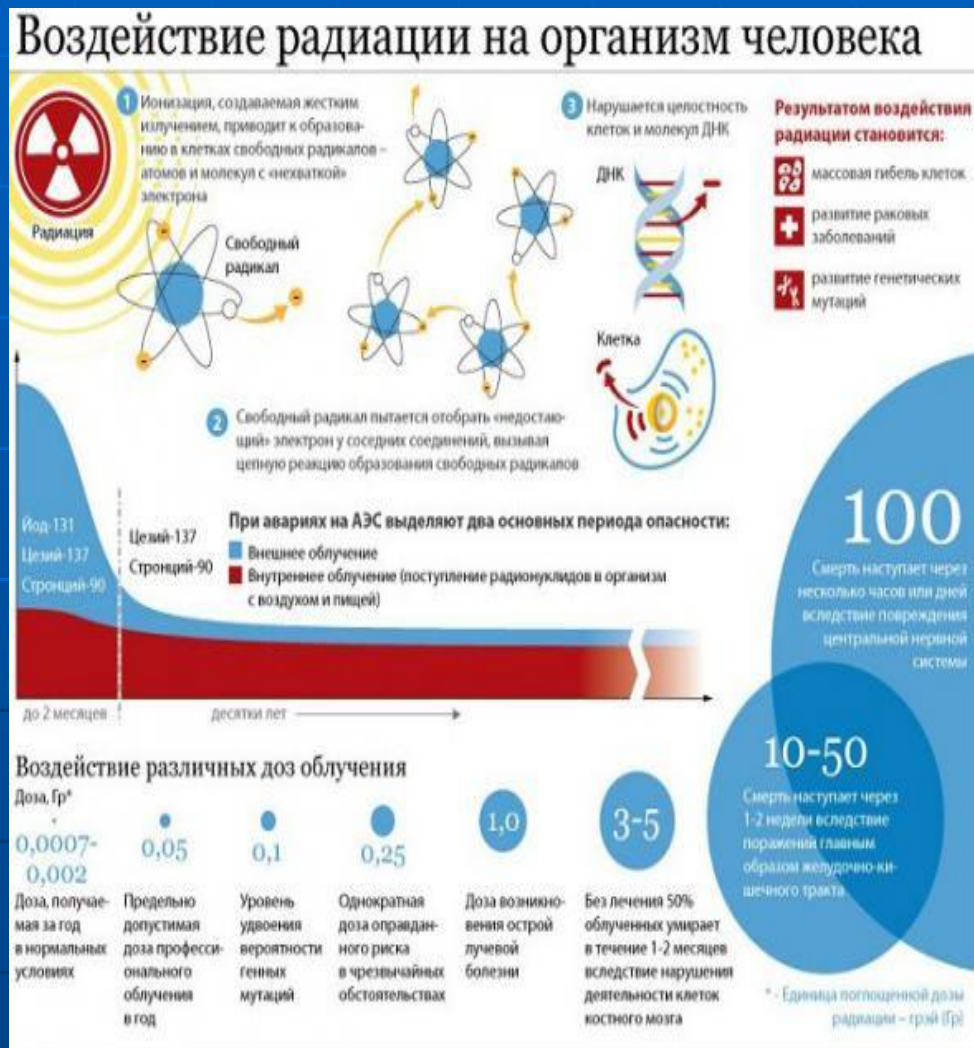 Воздействие радиации на организм человека
Радиация
1 Ионизация, создаваемая жестким
излучением, приводит к образова-
нию в клетках свободных радикалов –
атомов и молекул с «нехваткой»
электрона
Свободный
радикал
2 Свободный радикал пытается отобрать «недостаю-
щий» электрон у соседних соединений, вызывая
цепную реакцию образования свободных радикалов
3 Нарушается целостность
клеток и молекул ДНК
ДНК
Клетка
Результатом воздействия
радиации становится:
массовая гибель клеток
развитие раковых
заболеваний
развитие генетических
мутаций
Йод-131
Цезий-137
Стронций-90
Цезий-137
Стронций-90
При авариях на АЭС выделяют два основных периода опасности:
Внешнее облучение
Внутреннее облучение (поступление радионуклидов в организм
с воздухом и пищей)
до 2 месяцев
десятки лет
Воздействие различных доз облучения
Доза, Гр*
0,0007-
0,002
Доза, получае-
мая за год
в нормальных
условиях
0,05
Предельно
допустимая
доза професси-
онального
облучения
в год
0,1
Уровень
удвоения
вероятности
генных
мутаций
0,25
Однократная
доза оправдан-
ного риска
в чрезвычайных
обстоятельствах
1,0
Доза возникно-
вения острой
лучевой
болезни
3-5
Без лечения 50%
облученных умирает
в течение 1-2 месяцев
вследствие нарушения
деятельности клеток
костного мозга
10-50
Смерть наступает через
1-2 недели вследствие
поражений главным
образом желудочно-ки-
шечного тракта
100
Смерть наступает через
несколько часов или дней
вследствие повреждения
центральной нервной
системы
* - Единица поглощенной дозы
радиации – грэй (Гр)